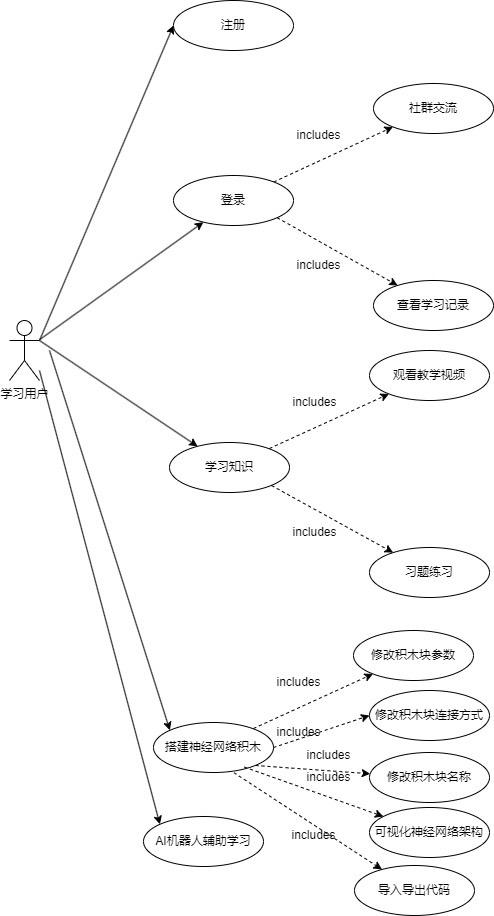 注册
社群交流
includes
登录
includes
查看学习记录
学习用户
观看教学视频
includes
学习知识
includes
习题练习
修改积木块参数
includes
修改积木块连接方式
includes
搭建神经网络积木
includes
修改积木块名称
includes
可视化神经网络架构
includes
AI机器人辅助学习
导入导出代码